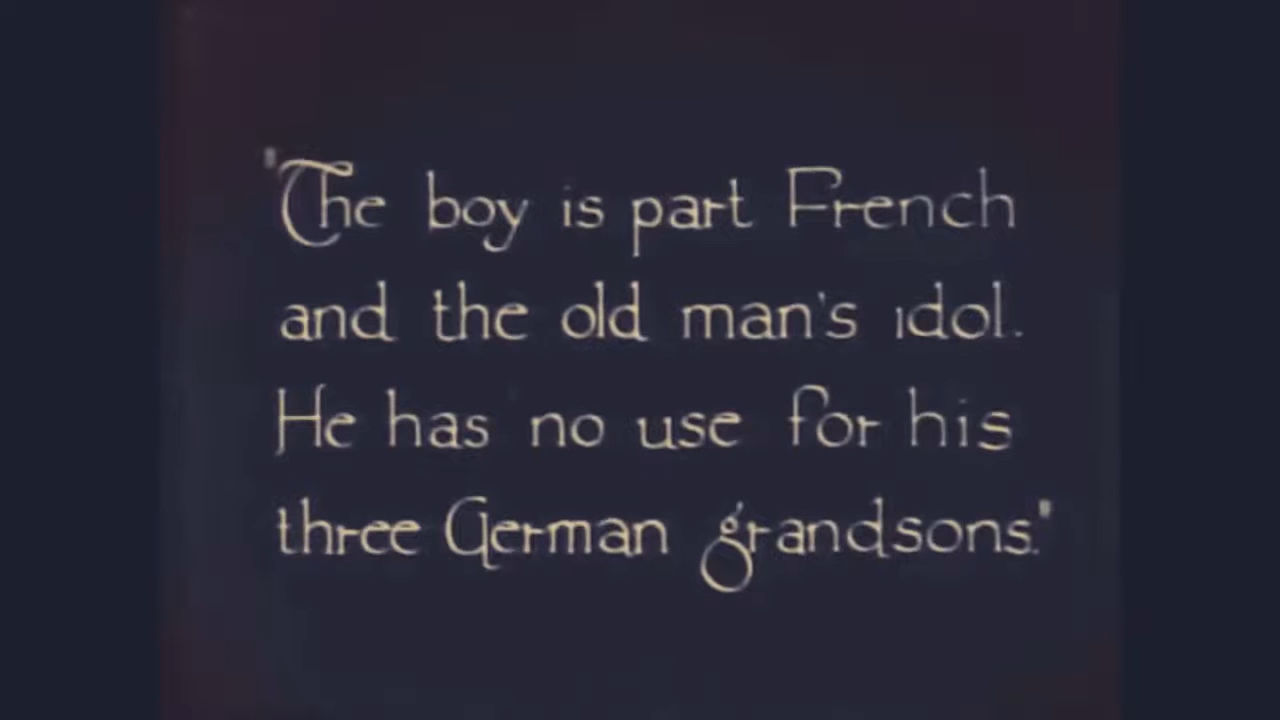 "The boy is part French
and the old man's idol.
He has no use for his
three German grandsons."